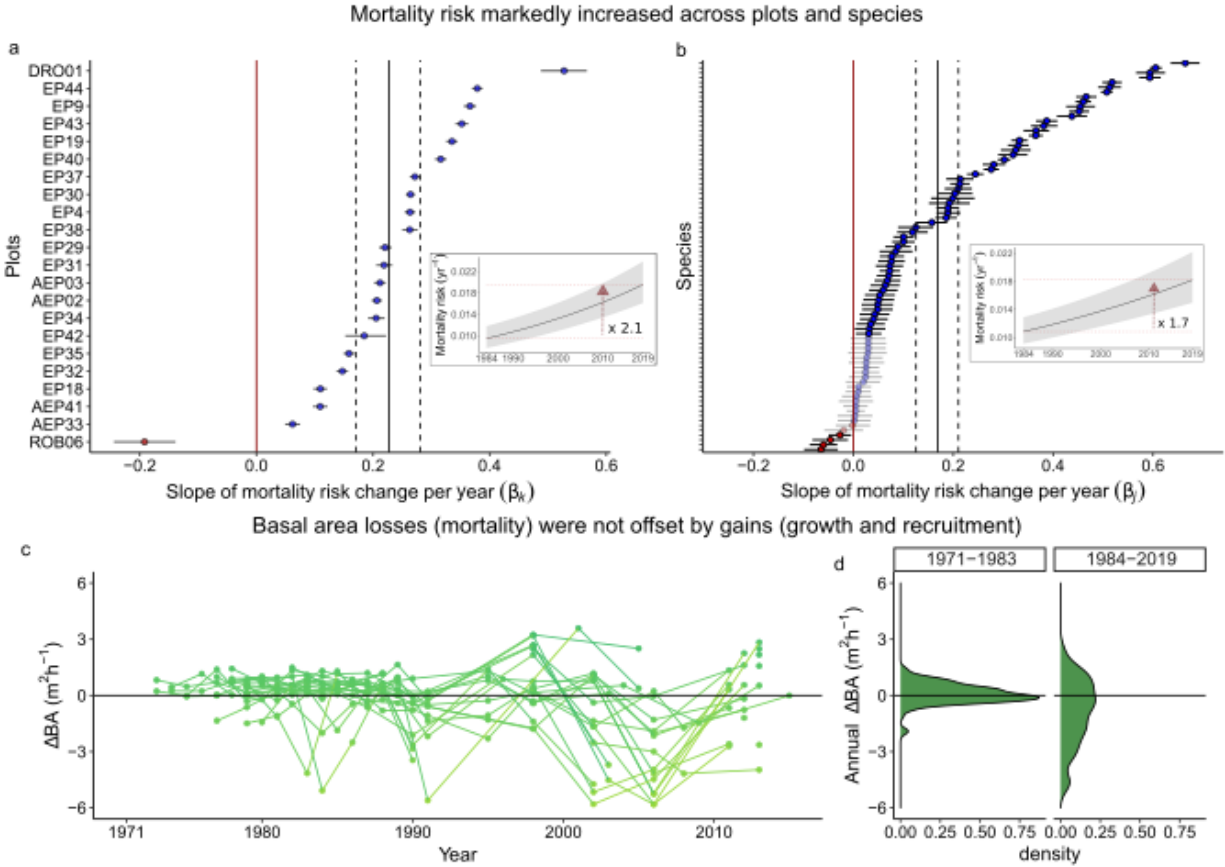 Mortality risk markedly increased across plots and species
a
Plots
DRO01
EP44
EP9
EP43
EP19
EP40
EP37
EP30
EP4
EP38
EP29
EP31
AEP03
AEP02
EP34
EP42
EP35
EP32
EP18
AEP41
AEP33
ROB06
−0.2 0.0 0.2 0.4 0.6
Slope of mortality risk change per year (βk)
Mortality risk (yr⁻¹)
0.022
0.018
0.014
0.010
x 2.1
1984 1990 2000 2010 2019
b
Species
−0.2 0.0 0.2 0.4 0.6
Slope of mortality risk change per year (βj)
Mortality risk (yr⁻¹)
0.022
0.018
0.014
0.010
x 1.7
1984 1990 2000 2010 2019
Basal area losses (mortality) were not offset by gains (growth and recruitment)
c
ΔBA (m²h⁻¹)
6
3
0
−3
−6
1971 1980 1990 2000 2010
Year
d
1971−1983 1984−2019
Annual ΔBA (m²h⁻¹)
6
3
0
−3
−6
0.00 0.25 0.50 0.75 0.00 0.25 0.50 0.75
density